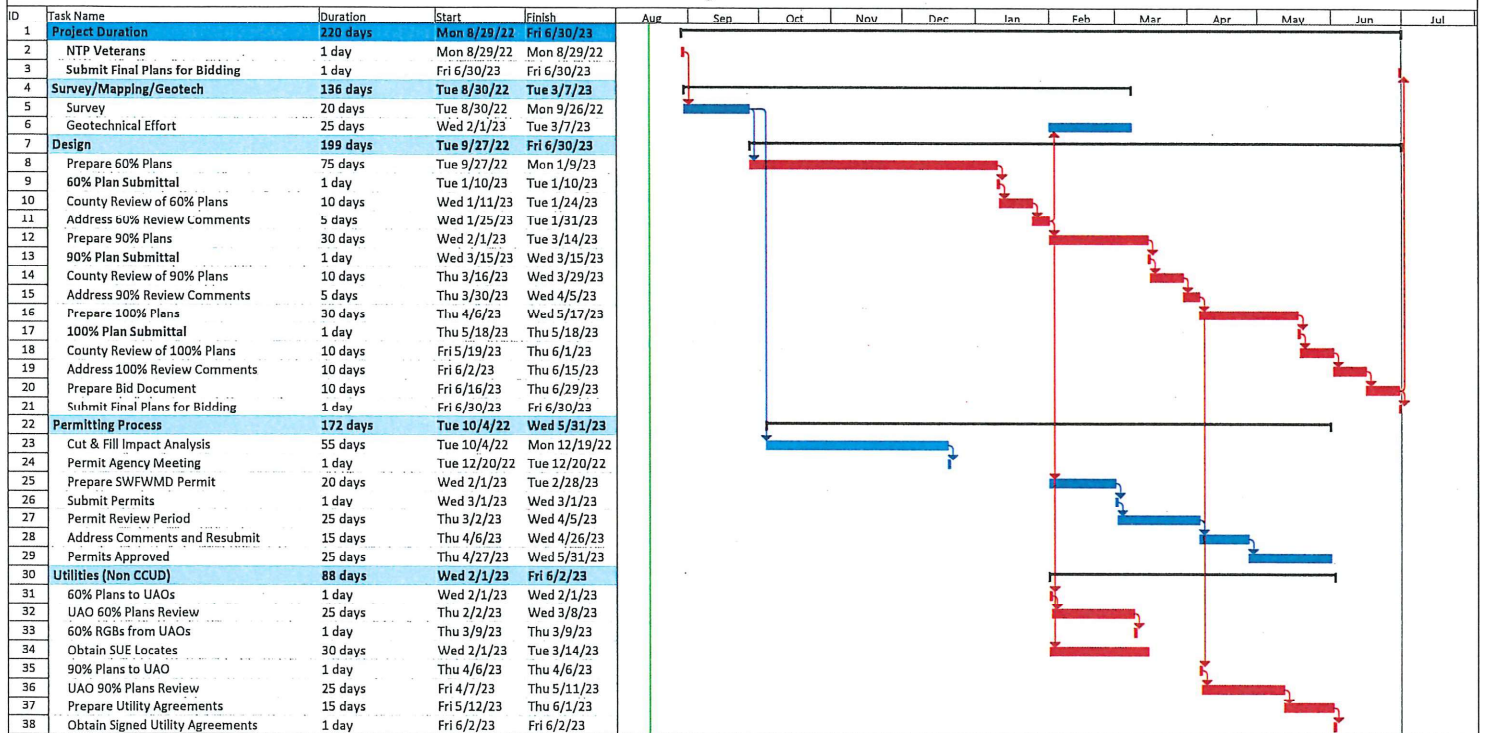 ID Task Name Duration Start Finish Aug Sep Oct Nov Dec Jan Feb Mar Apr May Jun Jul
1 Project Duration 220 days Mon 8/29/22 Fri 6/30/23
2 NTP Veterans 1 day Mon 8/29/22 Mon 8/29/22
3 Submit Final Plans for Bidding 1 day Fri 6/30/23 Fri 6/30/23
4 Survey/Mapping/Geotech 136 days Tue 8/30/22 Tue 3/7/23
5 Survey 20 days Tue 8/30/22 Mon 9/26/22
6 Geotechnical Effort 25 days Wed 2/1/23 Tue 3/7/23
7 Design 199 days Tue 9/27/22 Fri 6/30/23
8 Prepare 60% Plans 75 days Tue 9/27/22 Mon 1/9/23
9 60% Plan Submittal 1 day Tue 1/10/23 Tue 1/10/23
10 County Review of 60% Plans 10 days Wed 1/11/23 Tue 1/24/23
11 Address 60% Review Comments 5 days Wed 1/25/23 Tue 1/31/23
12 Prepare 90% Plans 30 days Wed 2/1/23 Tue 3/14/23
13 90% Plan Submittal 1 day Wed 3/15/23 Wed 3/15/23
14 County Review of 90% Plans 10 days Thu 3/16/23 Wed 3/29/23
15 Address 90% Review Comments 5 days Thu 3/30/23 Wed 4/5/23
16 Prepare 100% Plans 30 days Thu 4/6/23 Wed 5/17/23
17 100% Plan Submittal 1 day Thu 5/18/23 Thu 5/18/23
18 County Review of 100% Plans 10 days Fri 5/19/23 Thu 6/1/23
19 Address 100% Review Comments 10 days Fri 6/2/23 Thu 6/15/23
20 Prepare Bid Document 10 days Fri 6/16/23 Thu 6/29/23
21 Submit Final Plans for Bidding 1 day Fri 6/30/23 Fri 6/30/23
22 Permitting Process 172 days Tue 10/4/22 Wed 5/31/23
23 Cut & Fill Impact Analysis 55 days Tue 10/4/22 Mon 12/19/22
24 Permit Agency Meeting 1 day Tue 12/20/22 Tue 12/20/22
25 Prepare SWFWMD Permit 20 days Wed 2/1/23 Tue 2/28/23
26 Submit Permits 1 day Wed 3/1/23 Wed 3/1/23
27 Permit Review Period 25 days Thu 3/2/23 Wed 4/5/23
28 Address Comments and Resubmit 15 days Thu 4/6/23 Wed 4/26/23
29 Permits Approved 25 days Thu 4/27/23 Wed 5/31/23
30 Utilities (Non CCUD) 88 days Wed 2/1/23 Fri 6/2/23
31 60% Plans to UAOs 1 day Wed 2/1/23 Wed 2/1/23
32 UAO 60% Plans Review 25 days Thu 2/2/23 Wed 3/8/23
33 60% RGBs from UAOs 1 day Thu 3/9/23 Thu 3/9/23
34 Obtain SUE Locates 30 days Wed 2/1/23 Tue 3/14/23
35 90% Plans to UAO 1 day Thu 4/6/23 Thu 4/6/23
36 UAO 90% Plans Review 25 days Fri 4/7/23 Thu 5/11/23
37 Prepare Utility Agreements 15 days Fri 5/12/23 Thu 6/1/23
38 Obtain Signed Utility Agreements 1 day Fri 6/2/23 Fri 6/2/23